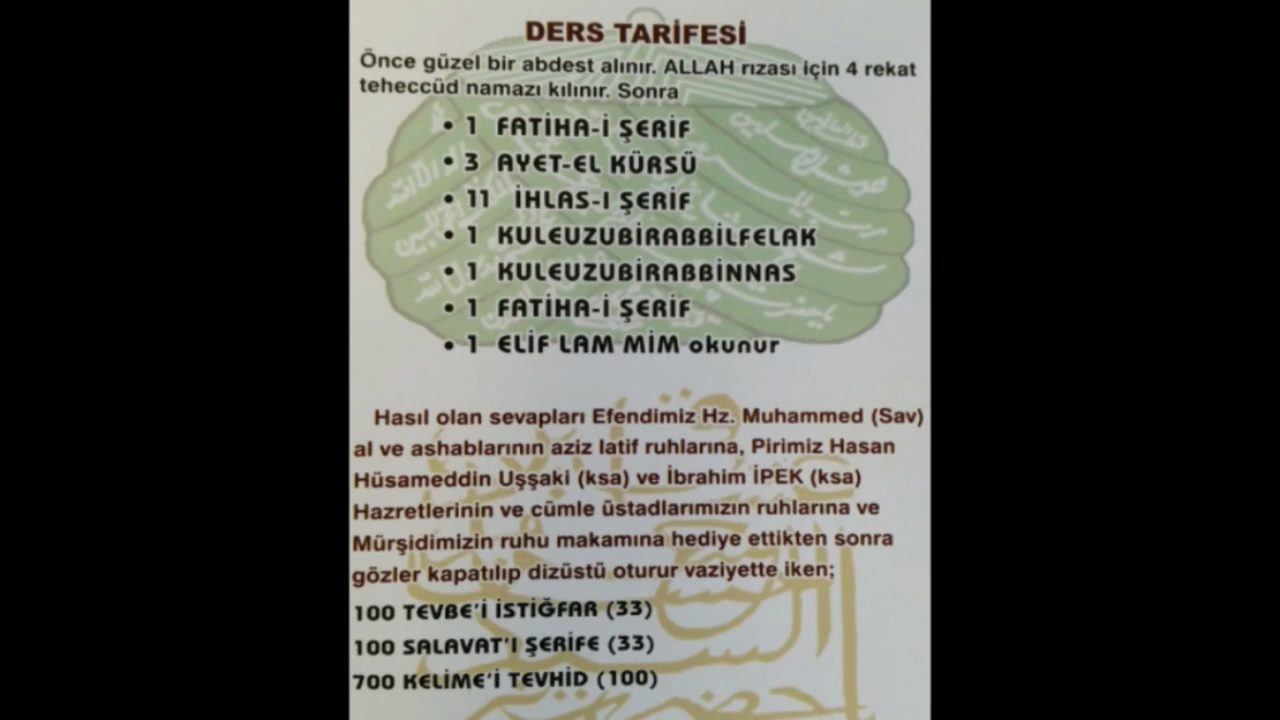 DERS TARİFESİ
Önce güzel bir abdest alınır. ALLAH rızası için 4 rekat
teheccüd namazı kılınır. Sonra
• 1 FATİHA-İ ŞERİF
• 3 AYET-EL KÜRSÜ
• 11 İHLAS-I ŞERİF
• 1 KULEUZUBİRABBİLFELAK
• 1 KULEUZUBİRABBİNNAS
• 1 FATİHA-İ ŞERİF
• 1 ELİF LAM MİM okunur
Hasıl olan sevapları Efendimiz Hz. Muhammed (Sav)
al ve ashablarının aziz latif ruhlarına, Pirimiz Hasan
Hüsameddin Uşşaki (ksa) ve İbrahim İPEK (ksa)
Hazretlerinin ve cümle üstadlarımızın ruhlarına ve
Mürşidimizin ruhu makamına hediye ettikten sonra
gözler kapatılıp dizüstü oturur vaziyette iken;
100 TEVBE'İ İSTİĞFAR (33)
100 SALAVAT'I ŞERİFE (33)
700 KELİME'İ TEVHİD (100)